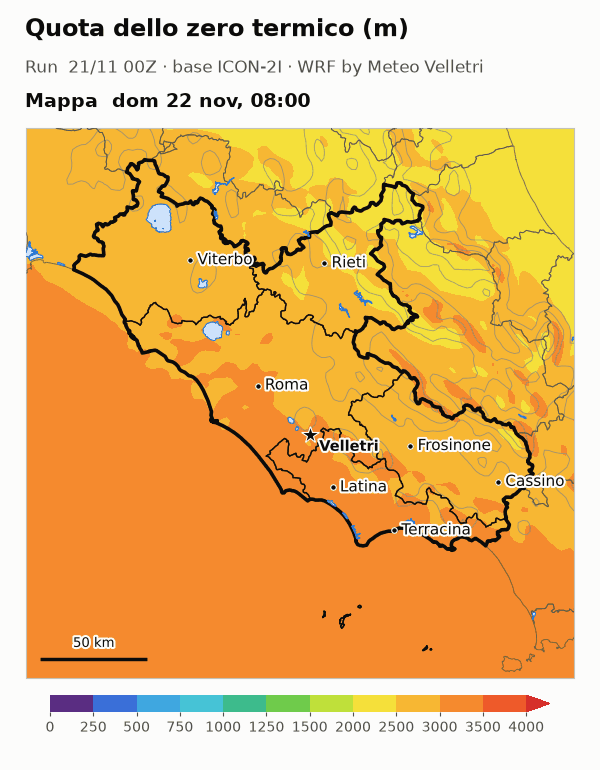 Quota dello zero termico (m)
Run 21/11 00Z · base ICON-2I · WRF by Meteo Velletri
Mappa dom 22 nov, 08:00
Viterbo
Rieti
Roma
Velletri
Frosinone
Latina
Cassino
Terracina
50 km
0 250 500 750 1000 1250 1500 2000 2500 3000 3500 4000